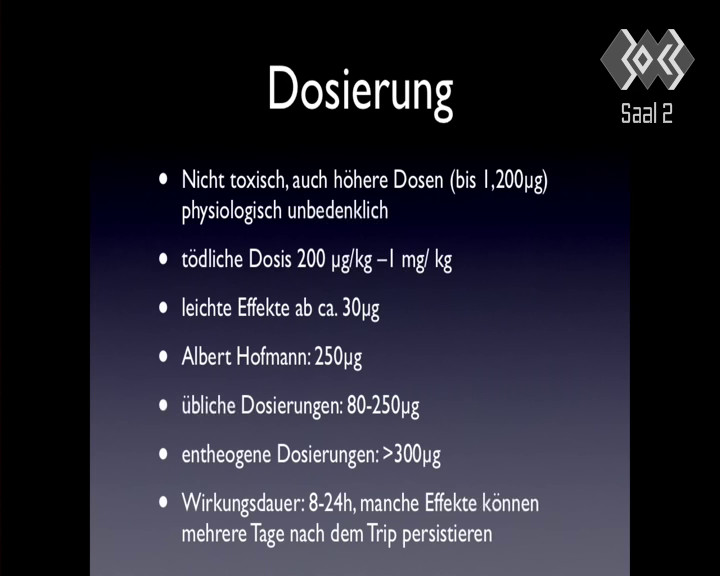 Dosierung
Saal 2
• Nicht toxisch, auch höhere Dosen (bis 1,200µg)
physiologisch unbedenklich
• tödliche Dosis 200 µg/kg –1 mg/ kg
• leichte Effekte ab ca. 30µg
• Albert Hofmann: 250µg
• übliche Dosierungen: 80-250µg
• entheogene Dosierungen: >300µg
• Wirkungsdauer: 8-24h, manche Effekte können
mehrere Tage nach dem Trip persistieren